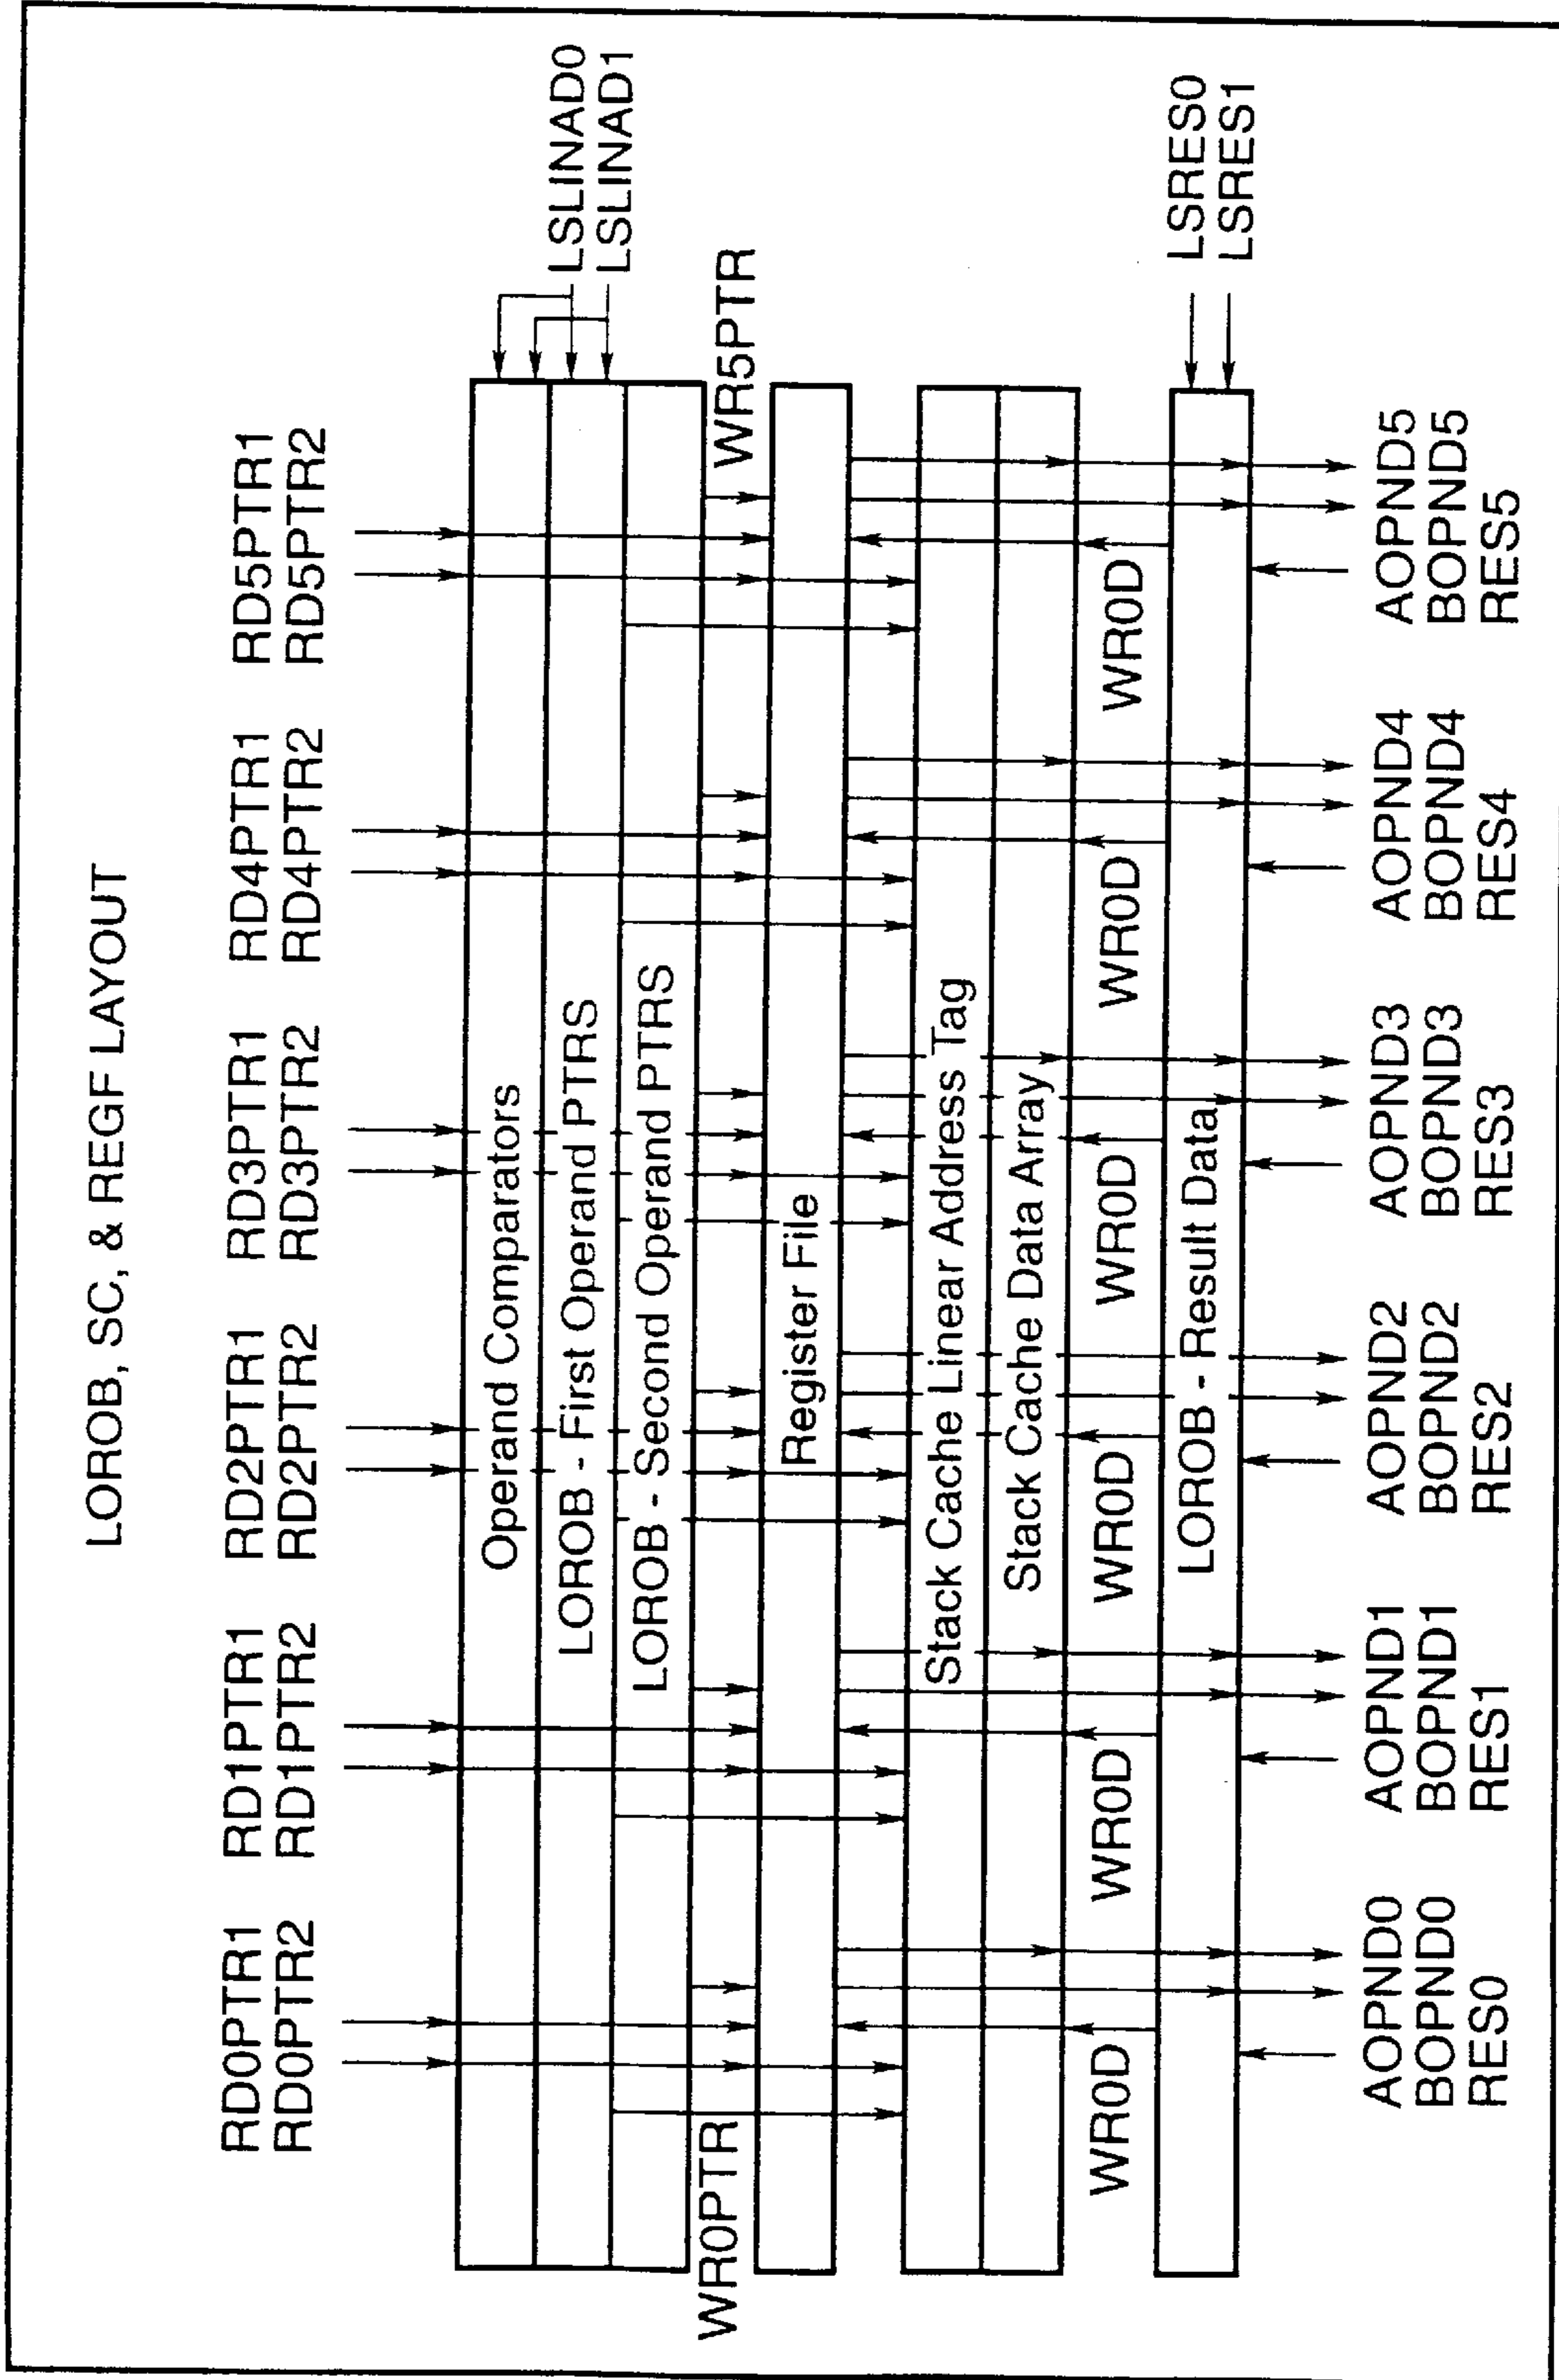 LOROB, SC, & REGF LAYOUT
RD0PTR1 RD1PTR1 RD2PTR1 RD3PTR1 RD4PTR1 RD5PTR1
RD0PTR2 RD1PTR2 RD2PTR2 RD3PTR2 RD4PTR2 RD5PTR2
Operand Comparators
LSLINAD0
LOROB - First Operand PTRS
LSLINAD1
LOROB - Second Operand PTRS
WR0PTR WR5PTR
Register File
Stack Cache Linear Address Tag
Stack Cache Data Array
WR0D WR0D WR0D WR0D WR0D WR0D
LSRES0
LOROB - Result Data
LSRES1
AOPND0 AOPND1 AOPND2 AOPND3 AOPND4 AOPND5
BOPND0 BOPND1 BOPND2 BOPND3 BOPND4 BOPND5
RES0 RES1 RES2 RES3 RES4 RES5